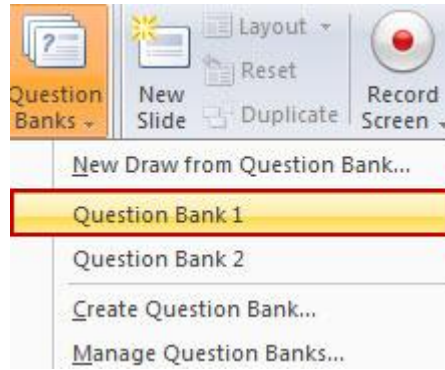 Layout
Reset
Duplicate
Question
Banks
New
Slide
Record
Screen
New Draw from Question Bank...
Question Bank 1
Question Bank 2
Create Question Bank...
Manage Question Banks...